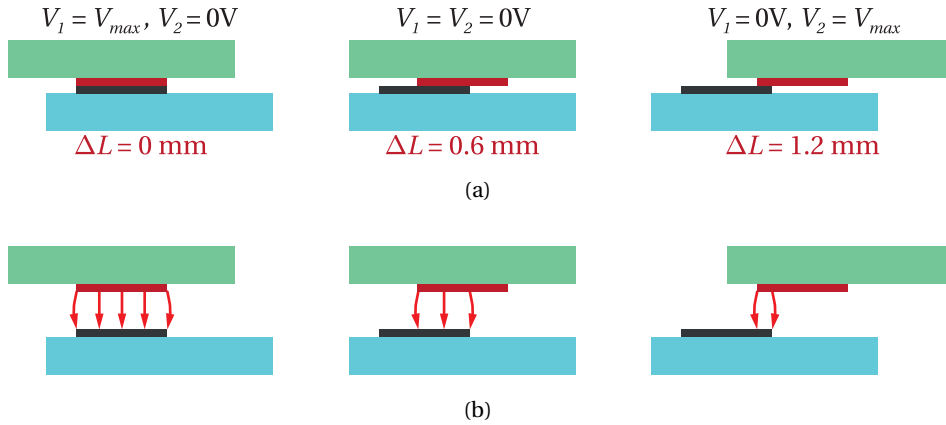 V₁ = Vₘₐₓ, V₂ = 0V
V₁ = V₂ = 0V
V₁ = 0V, V₂ = Vₘₐₓ
ΔL = 0 mm
ΔL = 0.6 mm
ΔL = 1.2 mm
(a)
(b)